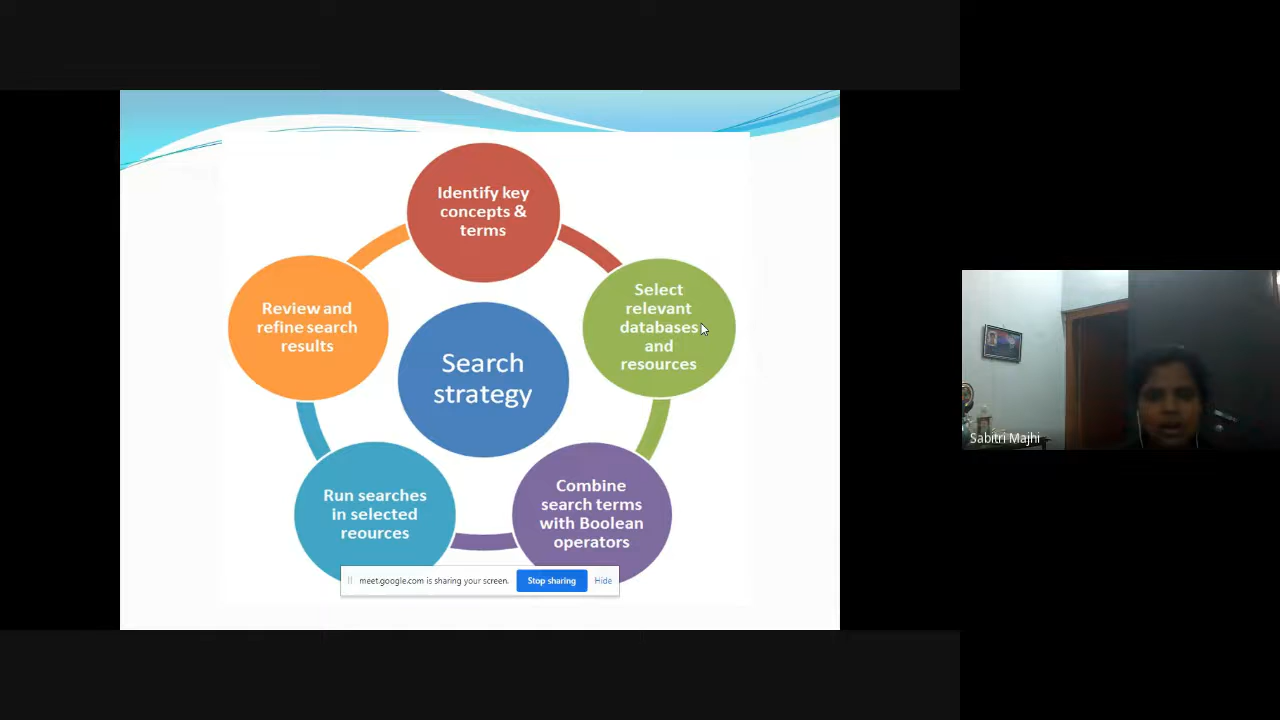 Identify key
concepts &
terms
Select
relevant
databases
and
resources
Combine
search terms
with Boolean
operators
Run searches
in selected
reources
Review and
refine search
results
Search
strategy
meet.google.com is sharing your screen.
Stop sharing
Hide
Sabitri Majhi